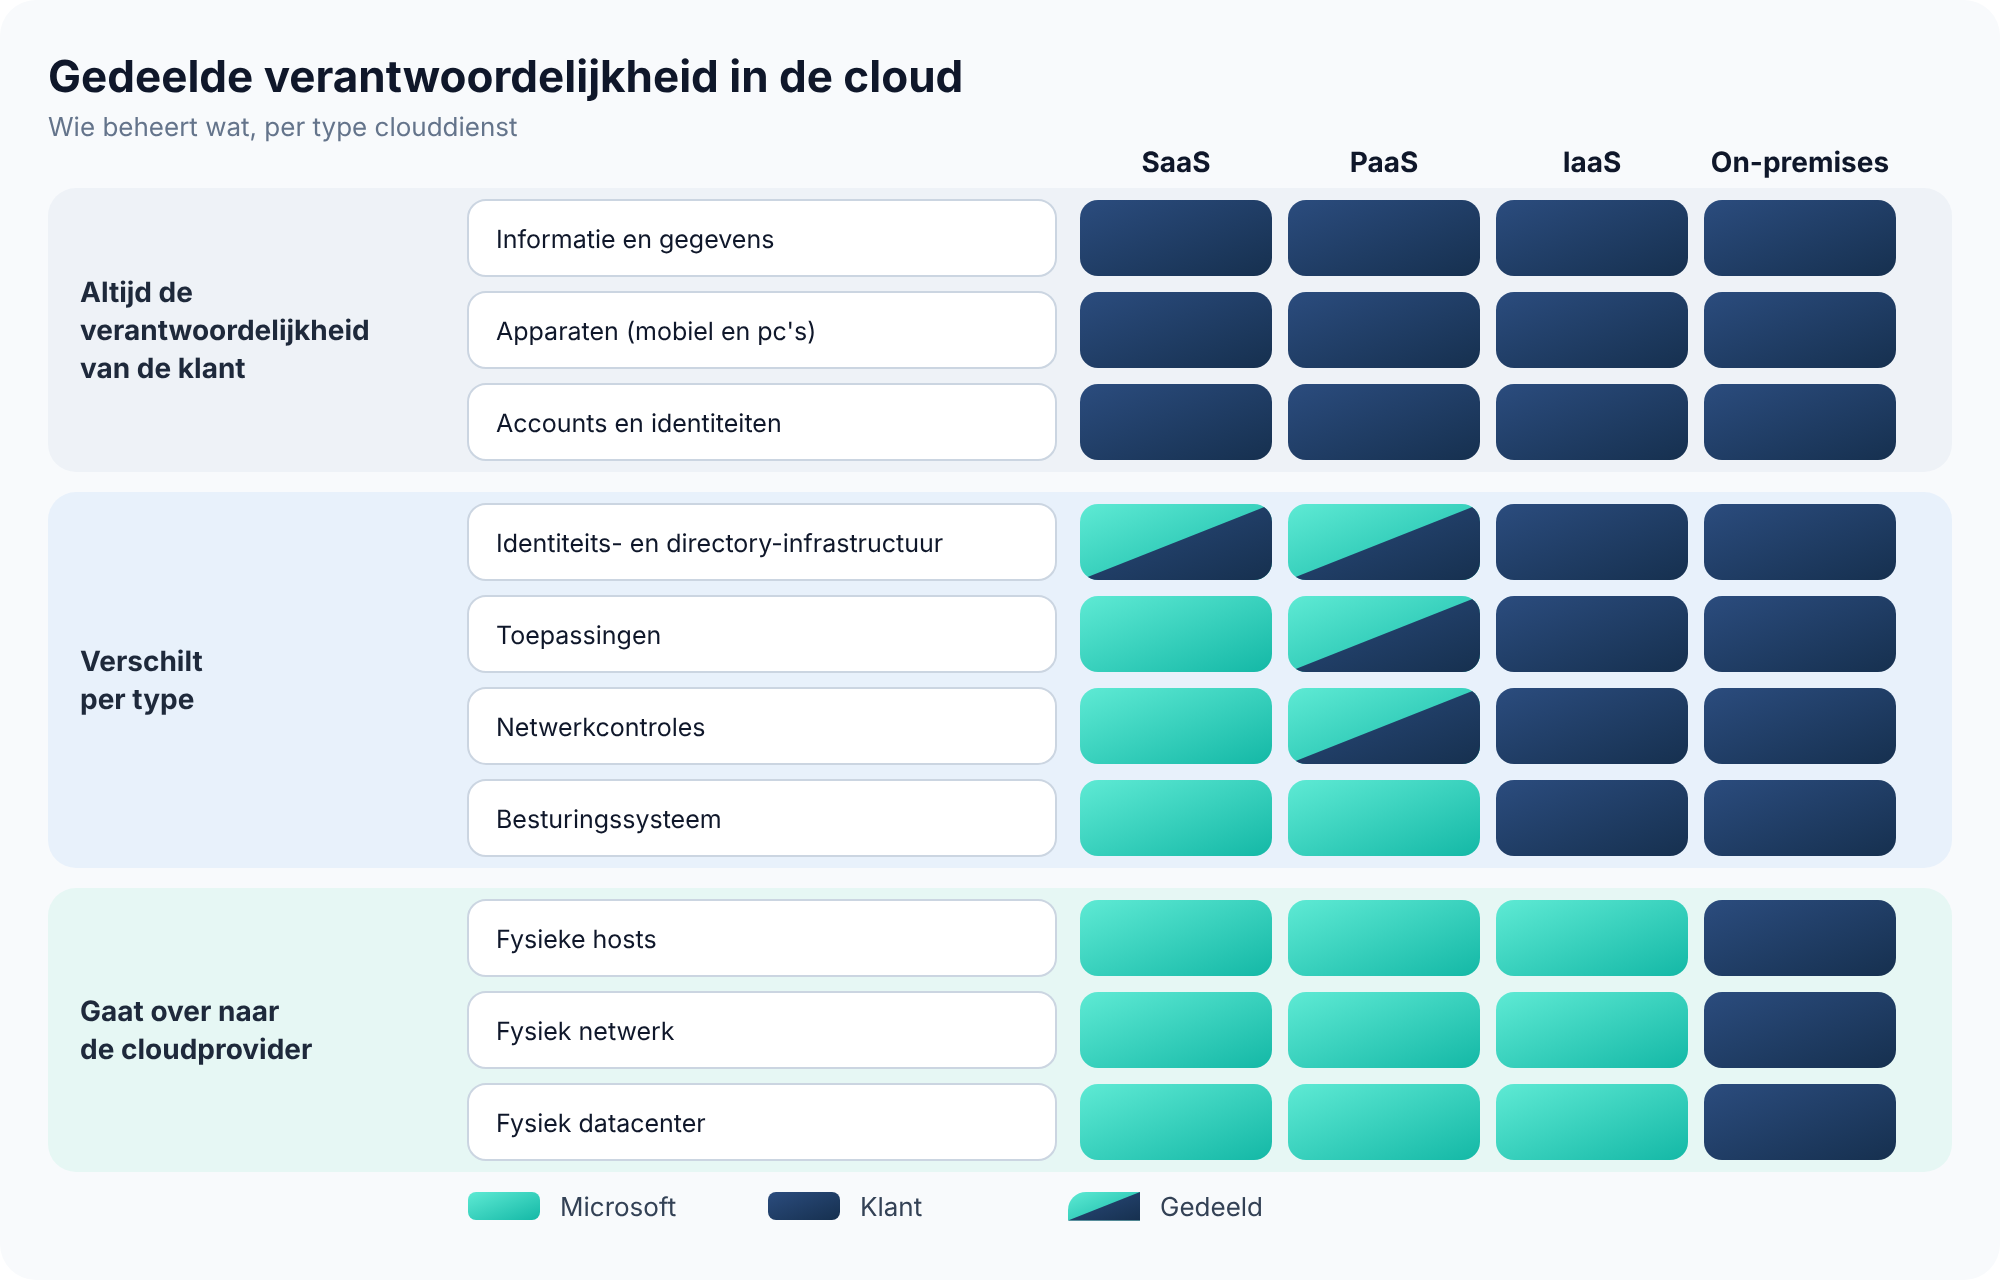 Gedeelde verantwoordelijkheid in de cloud
Wie beheert wat, per type clouddienst
SaaS PaaS IaaS On-premises
Altijd de
verantwoordelijkheid
van de klant
Informatie en gegevens
Apparaten (mobiel en pc's)
Accounts en identiteiten
Verschilt
per type
Identiteits- en directory-infrastructuur
Toepassingen
Netwerkcontroles
Besturingssysteem
Gaat over naar
de cloudprovider
Fysieke hosts
Fysiek netwerk
Fysiek datacenter
Microsoft Klant Gedeeld